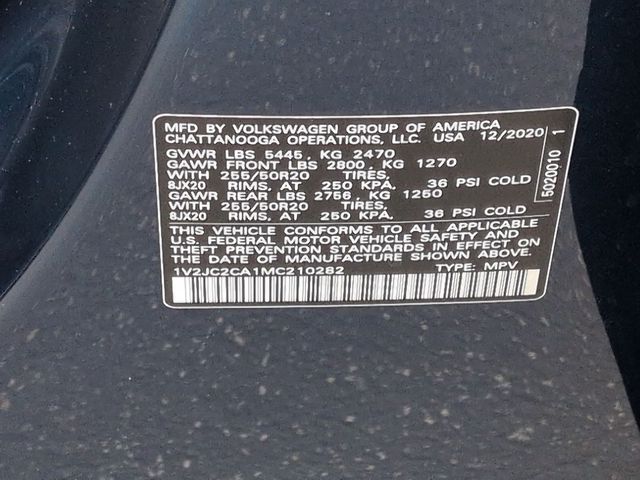 MFD BY VOLKSWAGEN GROUP OF AMERICA
CHATTANOOGA OPERATIONS, LLC. USA 12/2020
GVWR LBS 5445, KG 2470
GAWR FRONT LBS 2800, KG 1270
WITH 255/50R20 TIRES,
8JX20 RIMS, AT 250 KPA, 36 PSI COLD
GAWR REAR LBS 2756, KG 1250
WITH 255/50R20 TIRES,
8JX20 RIMS, AT 250 KPA, 36 PSI COLD
THIS VEHICLE CONFORMS TO ALL APPLICABLE
U.S. FEDERAL MOTOR VEHICLE SAFETY AND
THEFT PREVENTION STANDARDS IN EFFECT ON
THE DATE OF MANUFACTURE SHOWN ABOVE.
1V2JC2CA1MC210282 TYPE: MPV
5020010 1